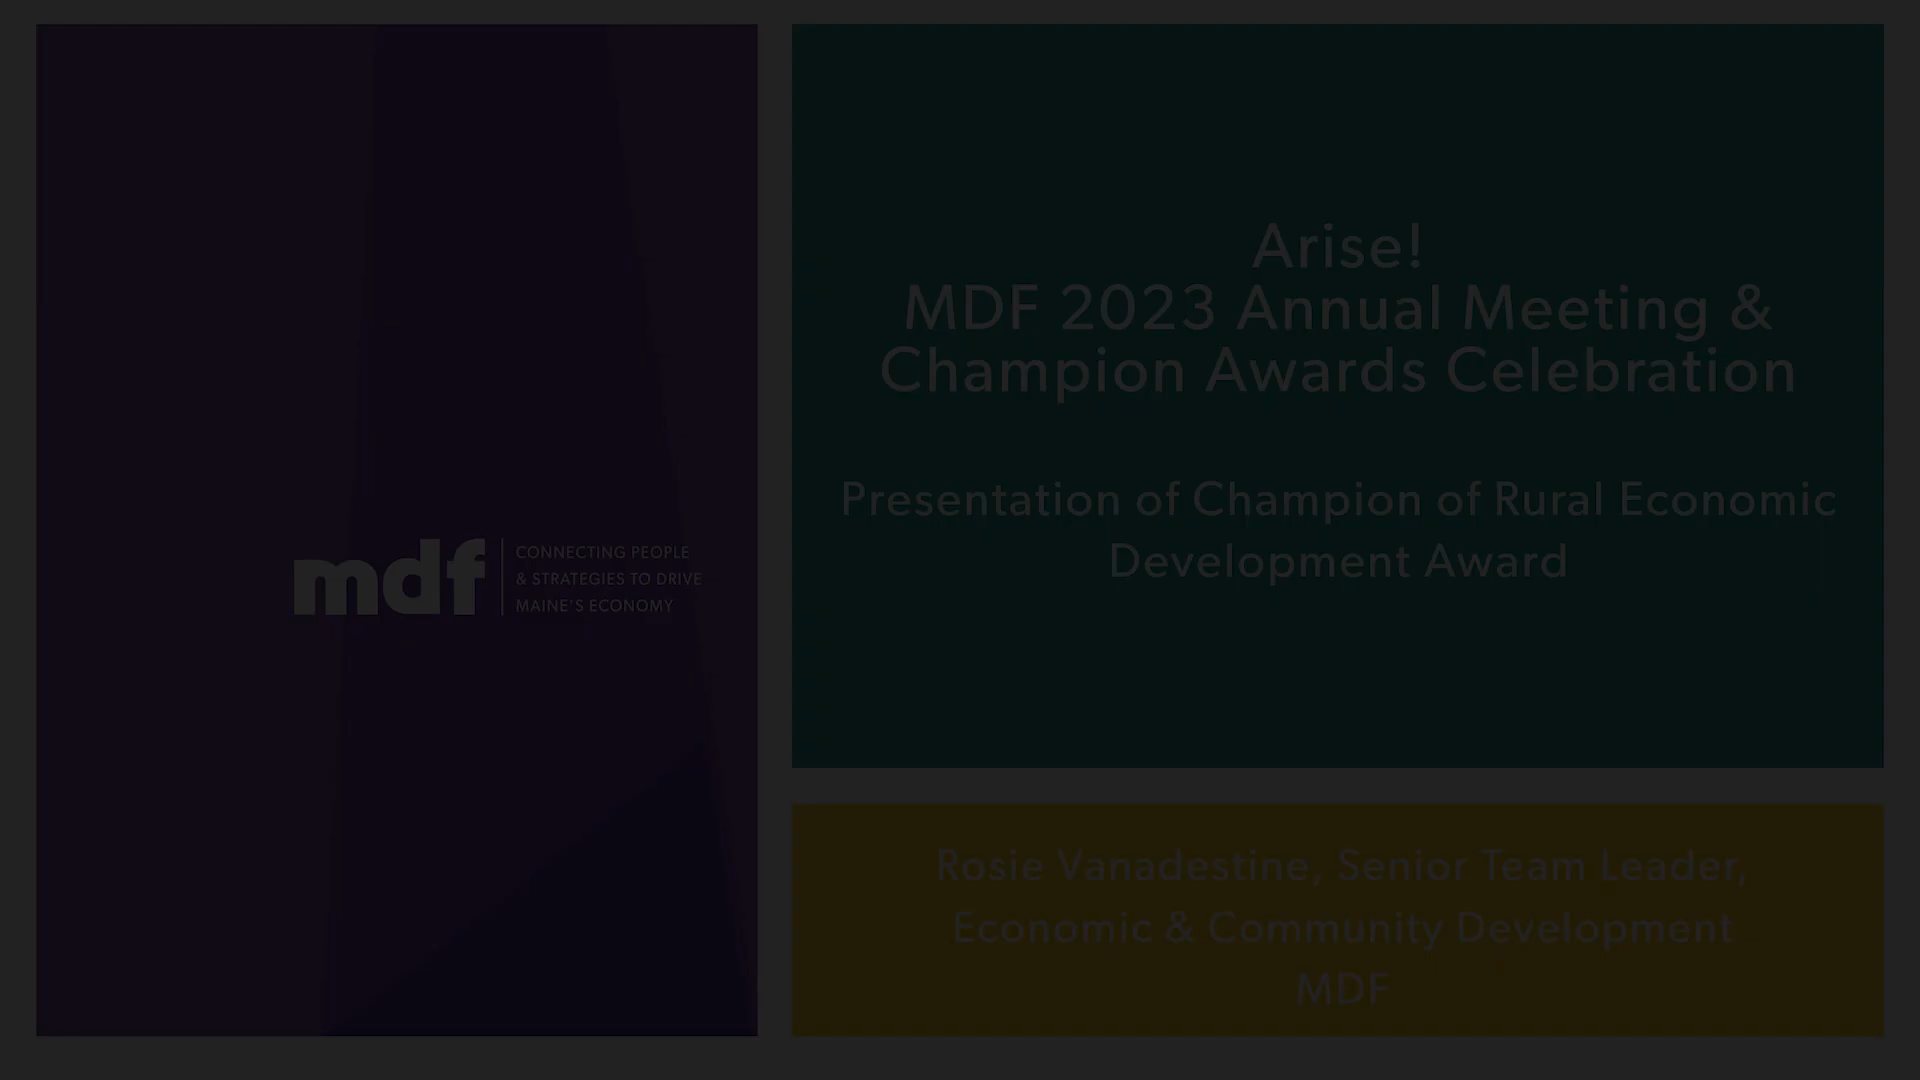 mdf
CONNECTING PEOPLE
& STRATEGIES TO DRIVE
MAINE'S ECONOMY
Arise!
MDF 2023 Annual Meeting &
Champion Awards Celebration
Presentation of Champion of Rural Economic
Development Award
Rosie Vanadestine, Senior Team Leader,
Economic & Community Development
MDF